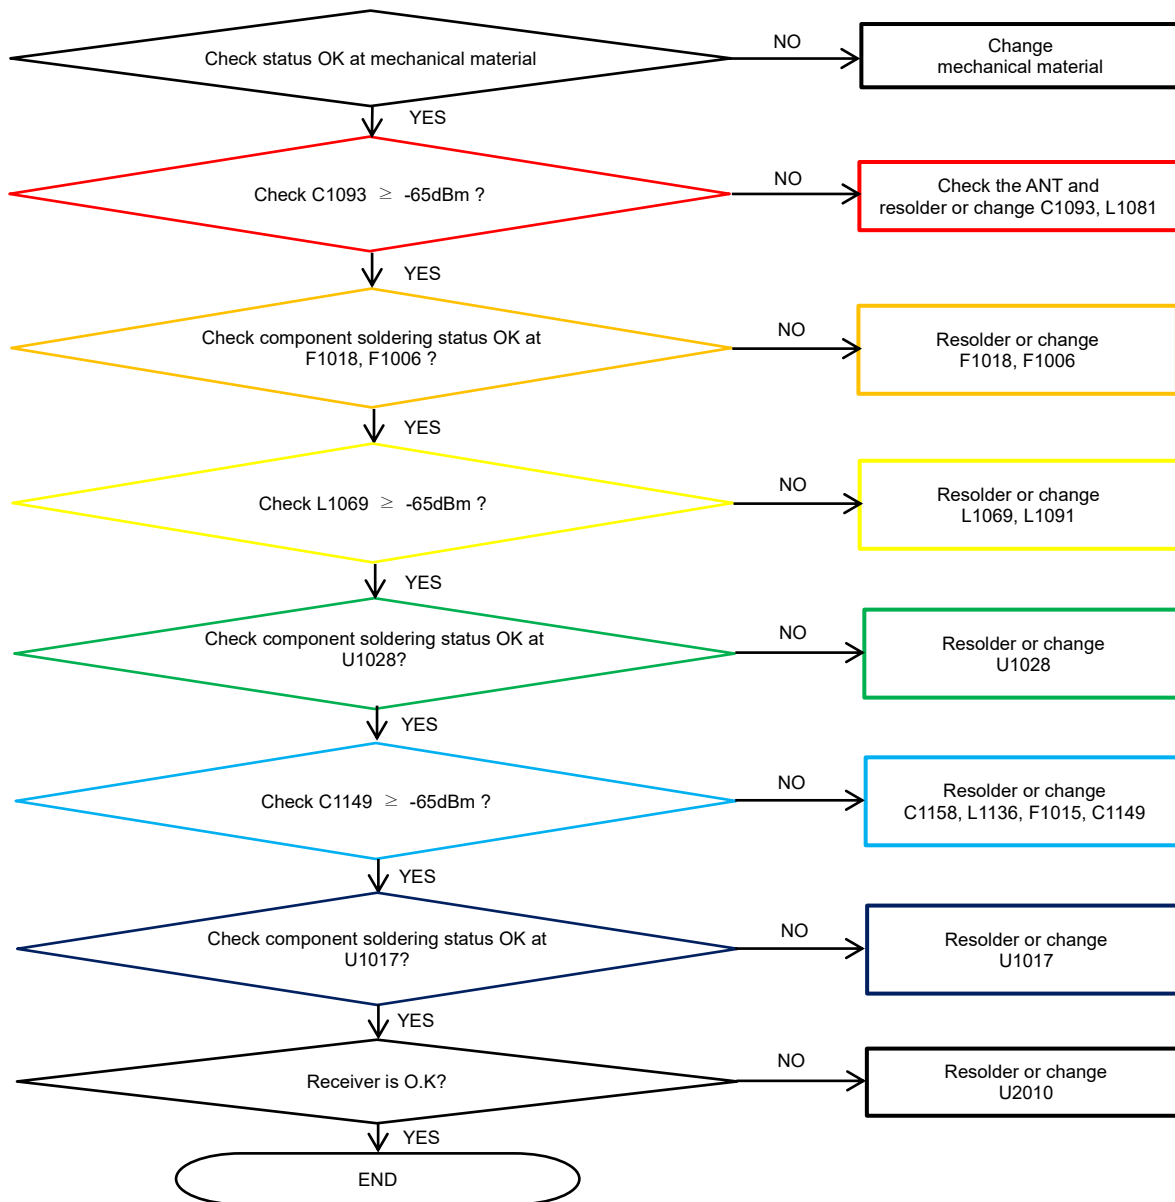 Check status OK at mechanical material
NO
Change
mechanical material
YES
Check C1093 ≥ -65dBm ?
NO
Check the ANT and
resolder or change C1093, L1081
YES
Check component soldering status OK at
F1018, F1006 ?
NO
Resolder or change
F1018, F1006
YES
Check L1069 ≥ -65dBm ?
NO
Resolder or change
L1069, L1091
YES
Check component soldering status OK at
U1028?
NO
Resolder or change
U1028
YES
Check C1149 ≥ -65dBm ?
NO
Resolder or change
C1158, L1136, F1015, C1149
YES
Check component soldering status OK at
U1017?
NO
Resolder or change
U1017
YES
Receiver is O.K?
NO
Resolder or change
U2010
YES
END